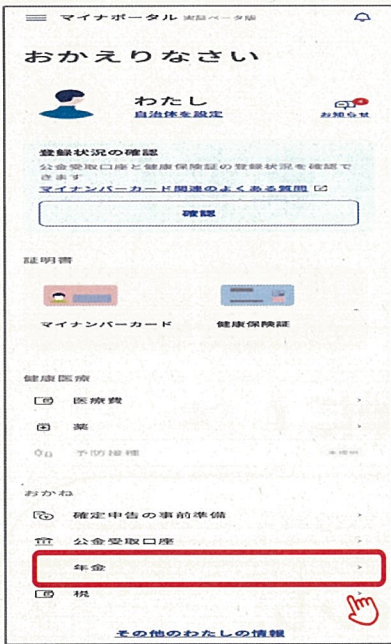 マイナポータル 実証ベータ版
おかえりなさい
わたし
自治体を設定
お知らせ
登録状況の確認
公金受取口座と健康保険証の登録状況を確認で
きます
マイナンバーカード関連のよくある質問
確認
証明書
マイナンバーカード
健康保険証
健康医療
医療費
薬
予防接種
未提供
おかね
確定申告の事前準備
公金受取口座
年金
税
その他のわたしの情報